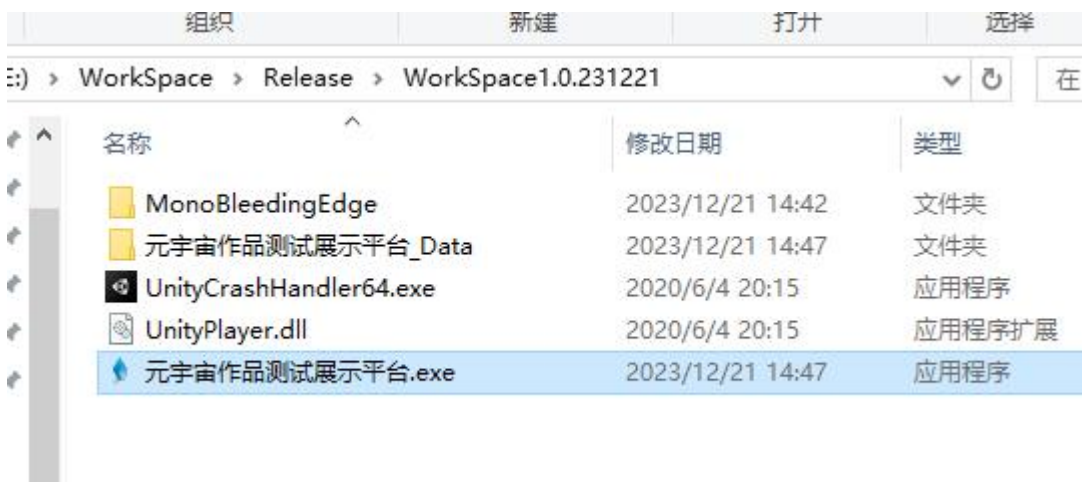 组织 新建 打开 选择
E:) › WorkSpace › Release › WorkSpace1.0.231221 在
名称 修改日期 类型
MonoBleedingEdge 2023/12/21 14:42 文件夹
元宇宙作品测试展示平台_Data 2023/12/21 14:47 文件夹
UnityCrashHandler64.exe 2020/6/4 20:15 应用程序
UnityPlayer.dll 2020/6/4 20:15 应用程序扩展
元宇宙作品测试展示平台.exe 2023/12/21 14:47 应用程序